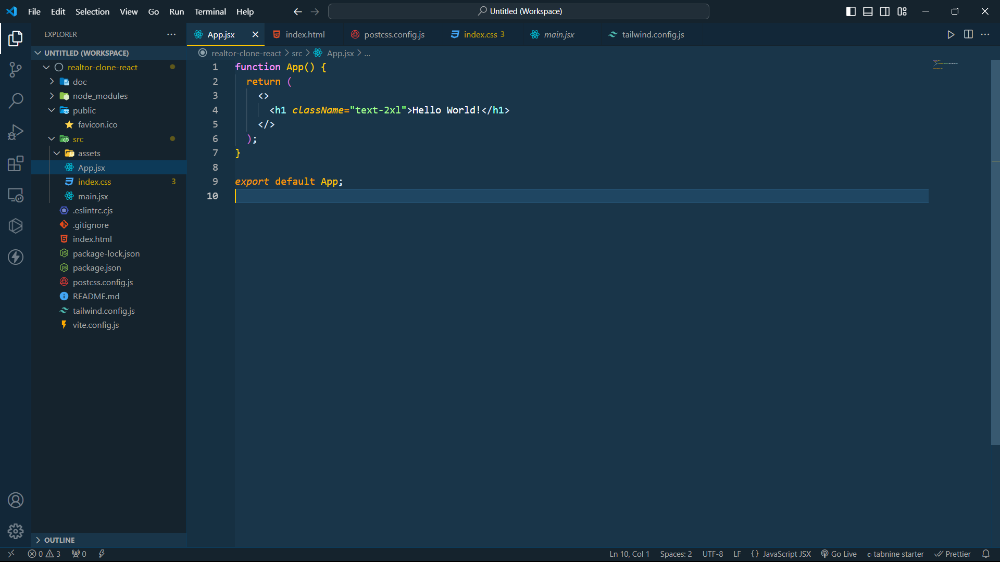 File Edit Selection View Go Run Terminal Help
Untitled (Workspace)
EXPLORER
App.jsx
index.html
postcss.config.js
index.css 3
main.jsx
tailwind.config.js
UNTITLED (WORKSPACE)
realtor-clone-react
doc
node_modules
public
favicon.ico
src
assets
App.jsx
index.css 3
main.jsx
.eslintrc.cjs
.gitignore
index.html
package-lock.json
package.json
postcss.config.js
README.md
tailwind.config.js
vite.config.js
OUTLINE
realtor-clone-react > src > App.jsx > ...
1 function App() {
2 return (
3 <>
4 <h1 className="text-2xl">Hello World!</h1>
5 </>
6 );
7 }
8
9 export default App;
10
0 3 0
Ln 10, Col 1 Spaces: 2 UTF-8 LF {} JavaScript JSX Go Live tabnine starter Prettier